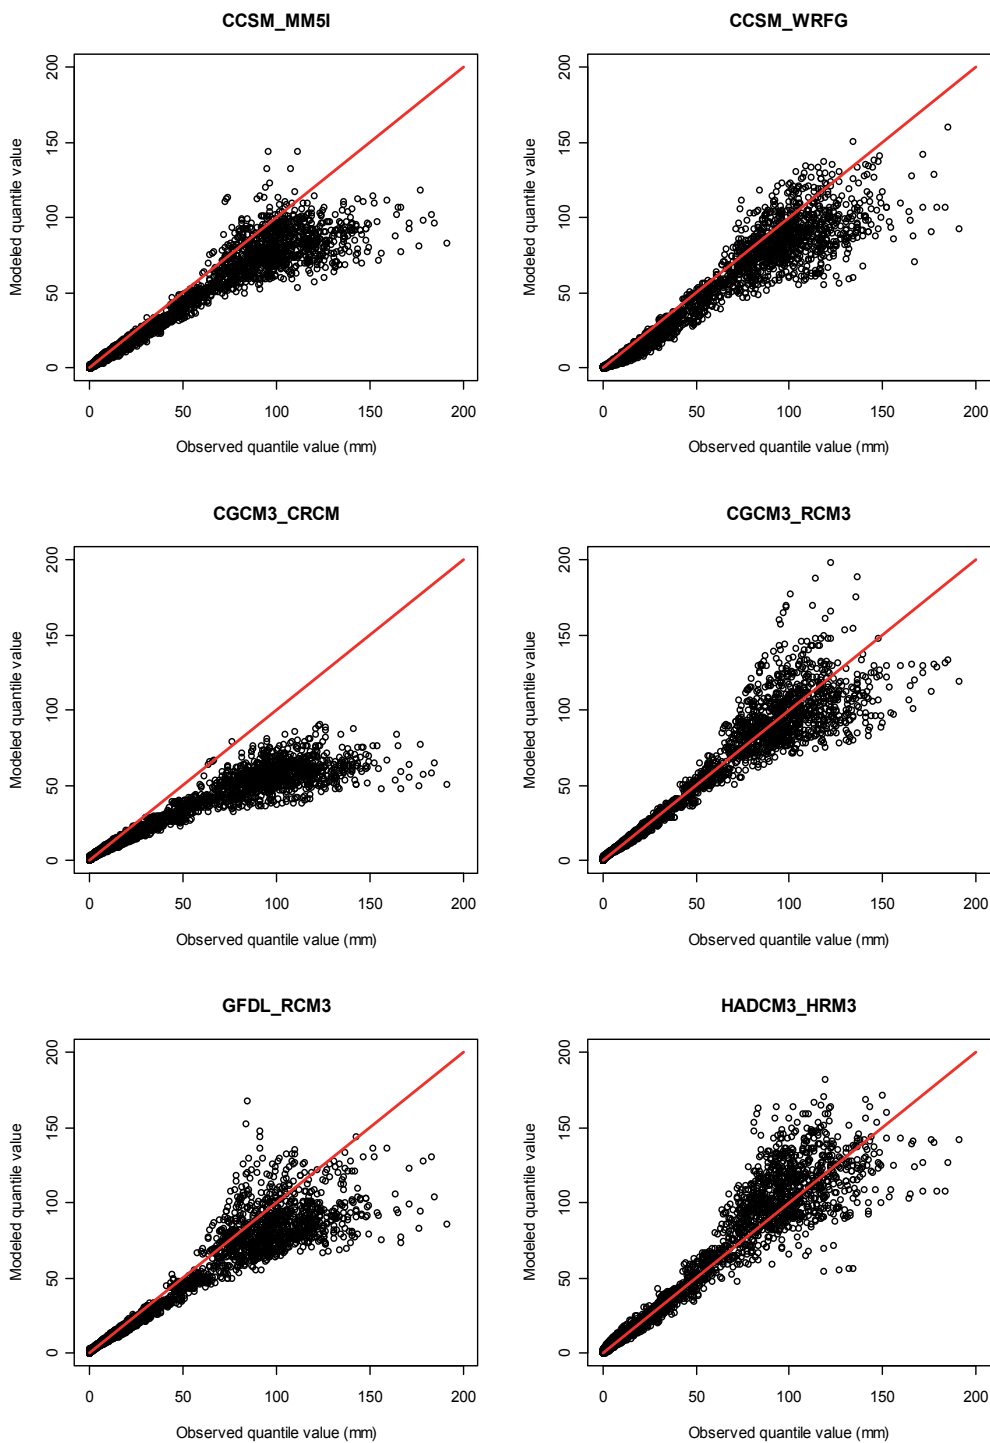 CCSM_MM5I
CCSM_WRFG
Modeled quantile value
0 50 100 150 200
0 50 100 150 200
Observed quantile value (mm)
Modeled quantile value
0 50 100 150 200
0 50 100 150 200
Observed quantile value (mm)
CGCM3_CRCM
CGCM3_RCM3
Modeled quantile value
0 50 100 150 200
0 50 100 150 200
Observed quantile value (mm)
Modeled quantile value
0 50 100 150 200
0 50 100 150 200
Observed quantile value (mm)
GFDL_RCM3
HADCM3_HRM3
Modeled quantile value
0 50 100 150 200
0 50 100 150 200
Observed quantile value (mm)
Modeled quantile value
0 50 100 150 200
0 50 100 150 200
Observed quantile value (mm)